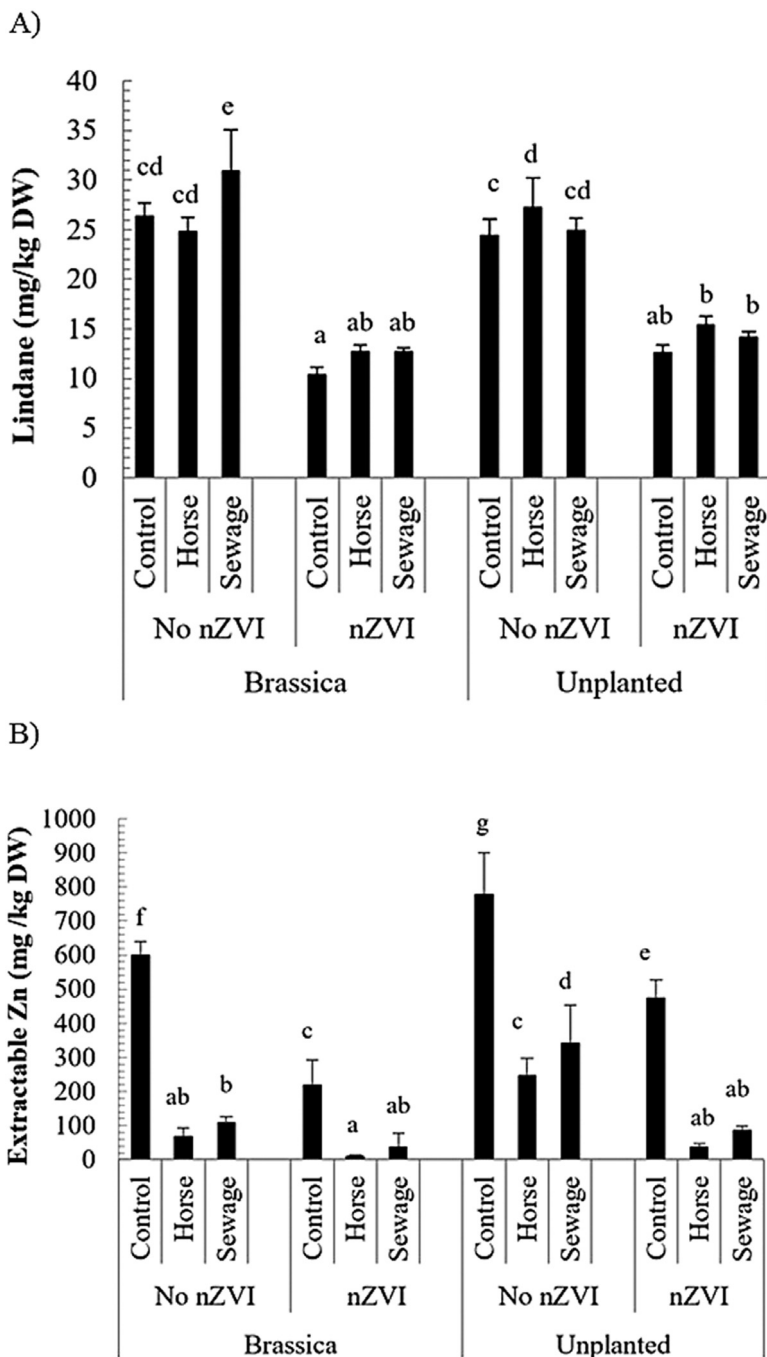 A)
Lindane (mg/kg DW)
40
35
30
25
20
15
10
5
0
cd
cd
e
a
ab
ab
c
d
cd
ab
b
b
Control
Horse
Sewage
Control
Horse
Sewage
Control
Horse
Sewage
Control
Horse
Sewage
No nZVI
nZVI
No nZVI
nZVI
Brassica
Unplanted
B)
Extractable Zn (mg /kg DW)
1000
900
800
700
600
500
400
300
200
100
0
f
ab
b
c
a
ab
g
c
d
e
ab
ab
Control
Horse
Sewage
Control
Horse
Sewage
Control
Horse
Sewage
Control
Horse
Sewage
No nZVI
nZVI
No nZVI
nZVI
Brassica
Unplanted